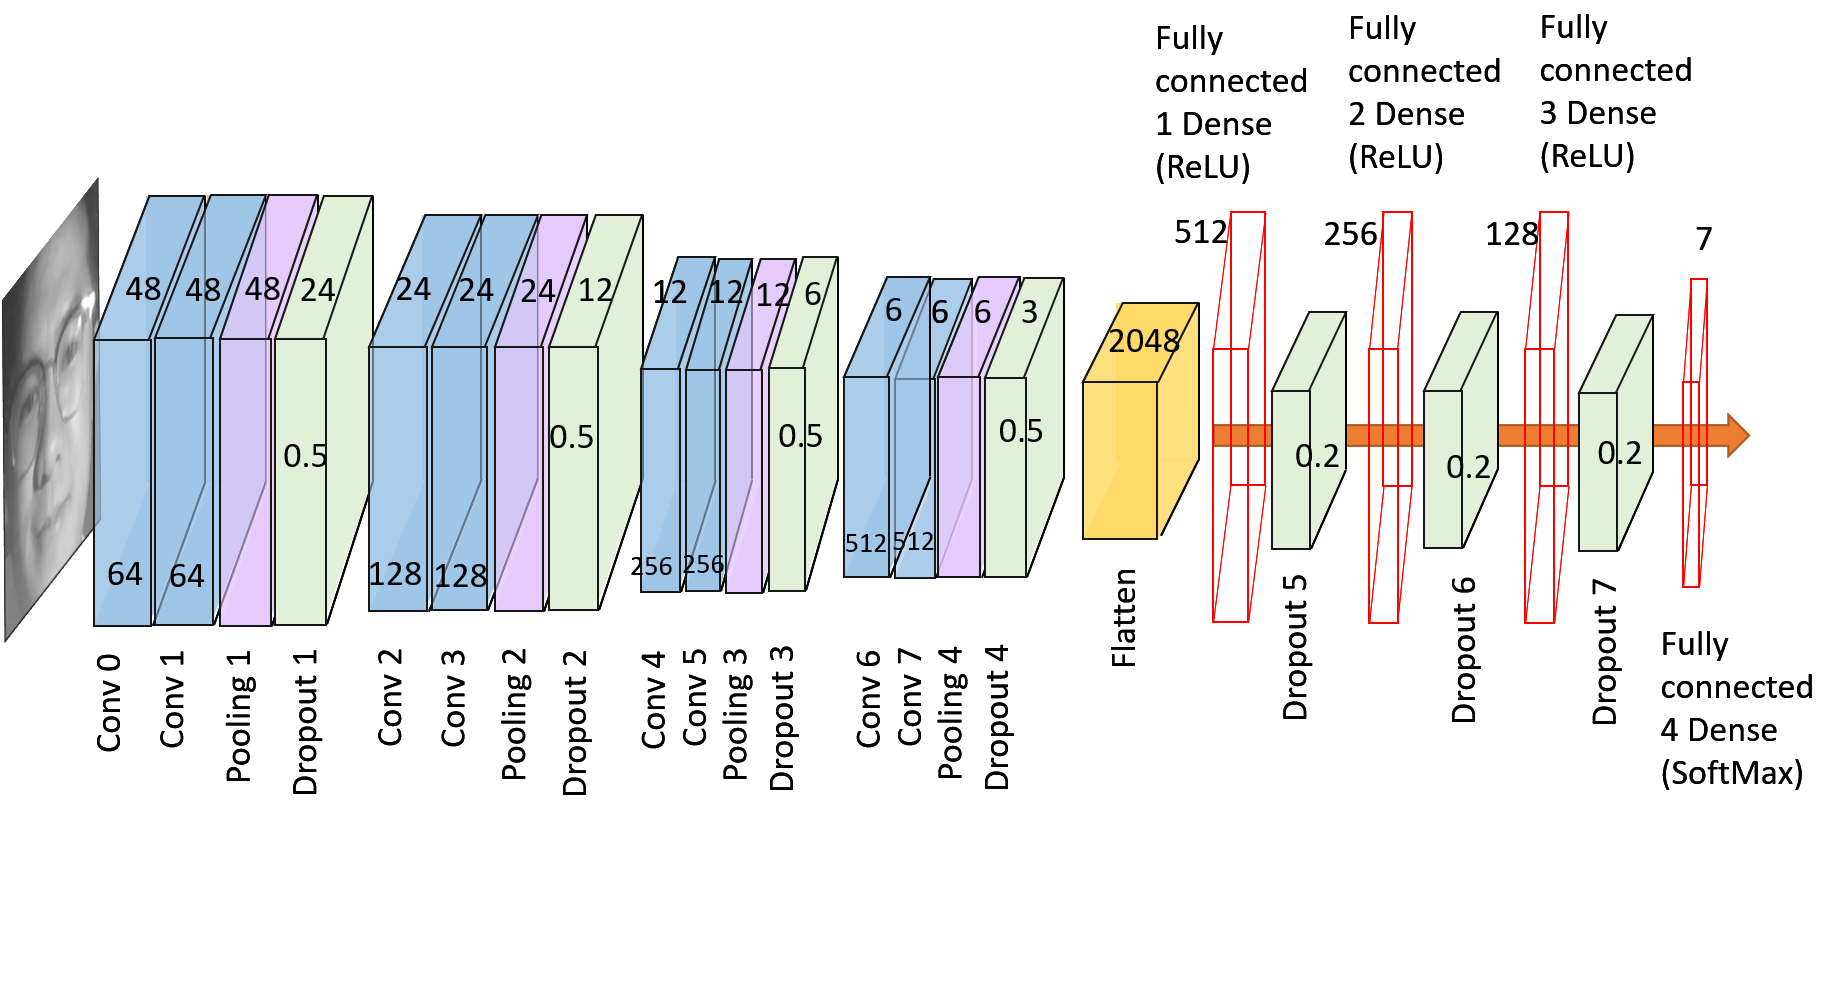 Fully
connected
1 Dense
(ReLU)
Fully
connected
2 Dense
(ReLU)
Fully
connected
3 Dense
(ReLU)
48
48
48
24
24
24
24
12
12
12
12
6
6
6
6
3
2048
512
256
128
7
0.5
0.5
0.5
0.5
0.2
0.2
0.2
64
64
128
128
256
256
512
512
Conv 0
Conv 1
Pooling 1
Dropout 1
Conv 2
Conv 3
Pooling 2
Dropout 2
Conv 4
Conv 5
Pooling 3
Dropout 3
Conv 6
Conv 7
Pooling 4
Dropout 4
Flatten
Dropout 5
Dropout 6
Dropout 7
Fully
connected
4 Dense
(SoftMax)